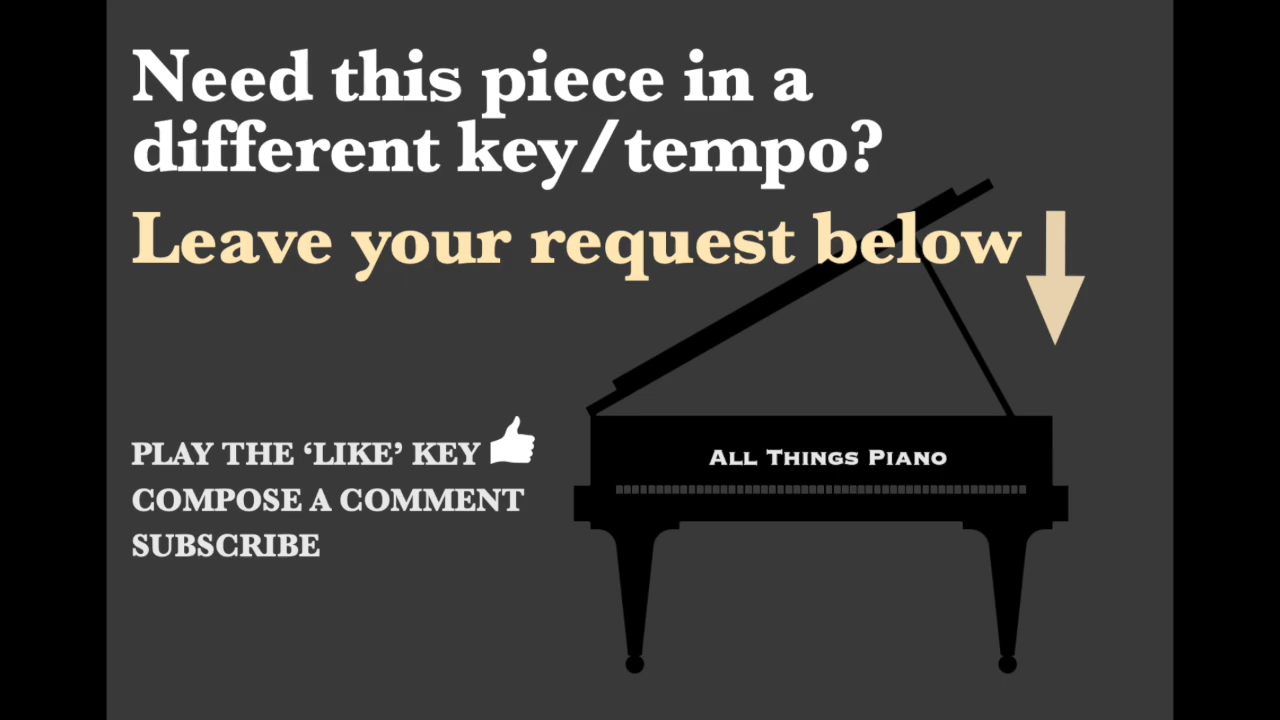 Need this piece in a
different key/tempo?
Leave your request below
PLAY THE ‘LIKE’ KEY
COMPOSE A COMMENT
SUBSCRIBE
ALL THINGS PIANO